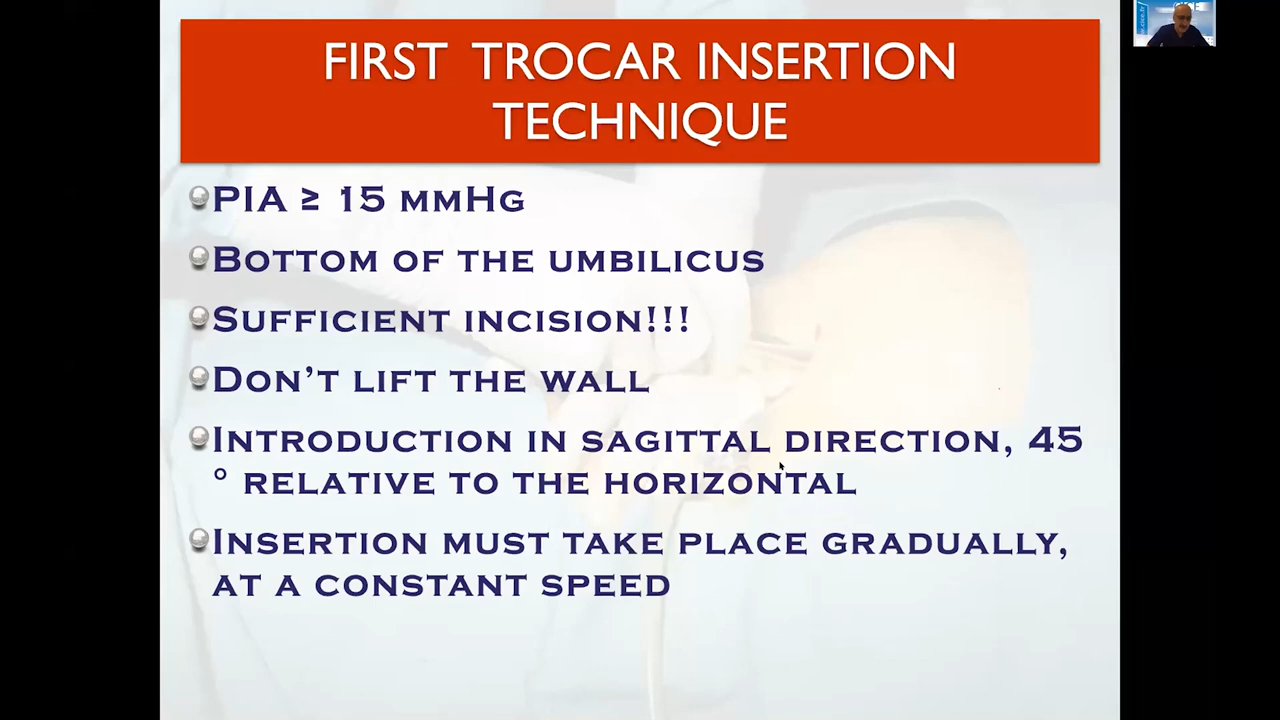 FIRST TROCAR INSERTION
TECHNIQUE
PIA ≥ 15 mmHg
Bottom of the umbilicus
Sufficient incision!!!
Don't lift the wall
Introduction in sagittal direction, 45
° relative to the horizontal
Insertion must take place gradually,
at a constant speed